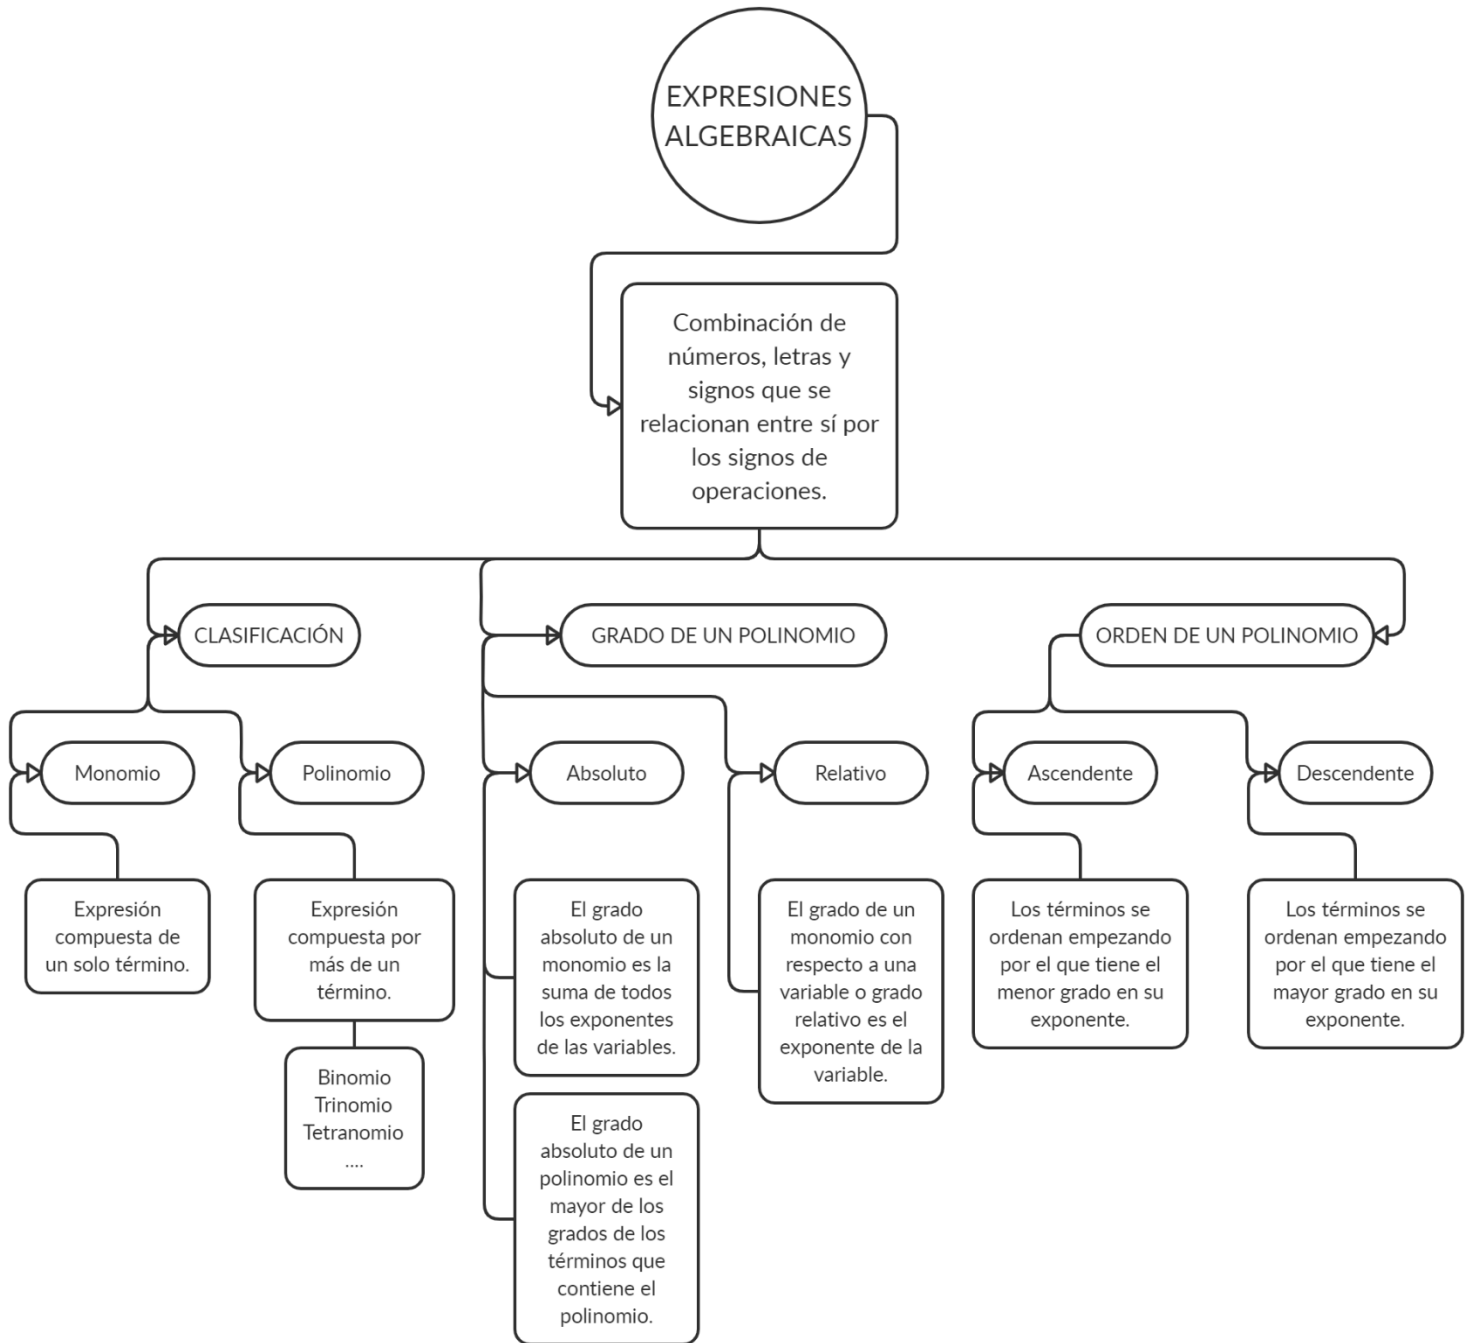 EXPRESIONES
ALGEBRAICAS
Combinación de
números, letras y
signos que se
relacionan entre sí por
los signos de
operaciones.
CLASIFICACIÓN
GRADO DE UN POLINOMIO
ORDEN DE UN POLINOMIO
Monomio
Polinomio
Absoluto
Relativo
Ascendente
Descendente
Expresión
compuesta de
un solo término.
Expresión
compuesta por
más de un
término.
Binomio
Trinomio
Tetranomio
....
El grado
absoluto de un
monomio es la
suma de todos
los exponentes
de las variables.
El grado
absoluto de un
polinomio es el
mayor de los
grados de los
términos que
contiene el
polinomio.
El grado de un
monomio con
respecto a una
variable o grado
relativo es el
exponente de la
variable.
Los términos se
ordenan empezando
por el que tiene el
menor grado en su
exponente.
Los términos se
ordenan empezando
por el que tiene el
mayor grado en su
exponente.